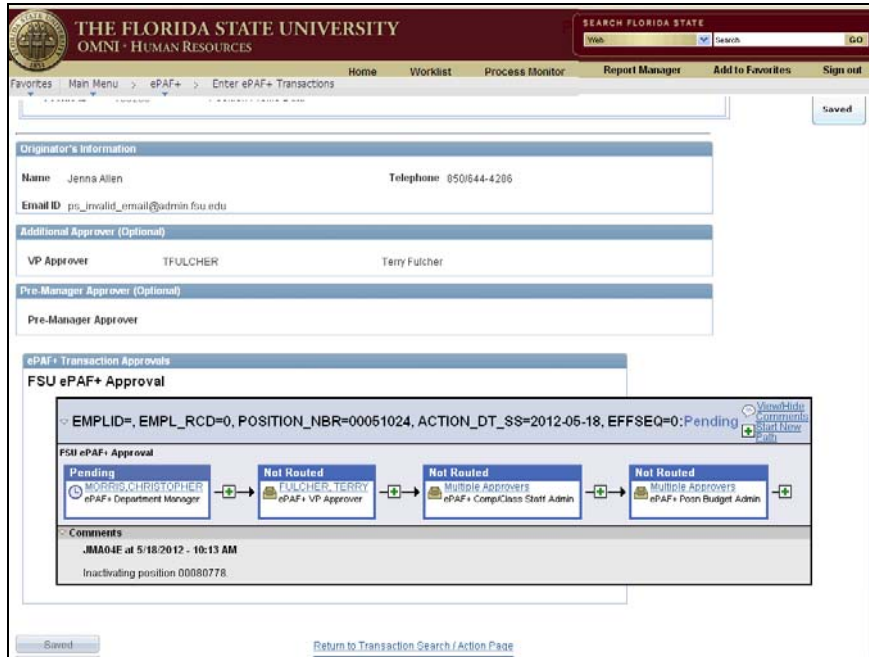 THE FLORIDA STATE UNIVERSITY
OMNI · HUMAN RESOURCES
SEARCH FLORIDA STATE
Web Search GO
Home Worklist Process Monitor Report Manager Add to Favorites Sign out
Favorites Main Menu > ePAF+ > Enter ePAF+ Transactions
Saved
Originator's Information
Name Jenna Allen Telephone 850/644-4286
Email ID ps_invalid_email@admin.fsu.edu
Additional Approver (Optional)
VP Approver TFULCHER Terry Fulcher
Pre-Manager Approver (Optional)
Pre-Manager Approver
ePAF+ Transaction Approvals
FSU ePAF+ Approval
EMPLID=, EMPL_RCD=0, POSITION_NBR=00051024, ACTION_DT_SS=2012-05-18, EFFSEQ=0:Pending
View/Hide Comments
Start New Path
FSU ePAF+ Approval
Pending Not Routed Not Routed Not Routed
MORRIS,CHRISTOPHER FULCHER, TERRY Multiple Approvers Multiple Approvers
ePAF+ Department Manager ePAF+ VP Approver ePAF+ Comp/Class Staff Admin ePAF+ Posn Budget Admin
Comments
JMA04E at 5/18/2012 - 10:13 AM
Inactivating position 00080778.
Saved Return to Transaction Search / Action Page